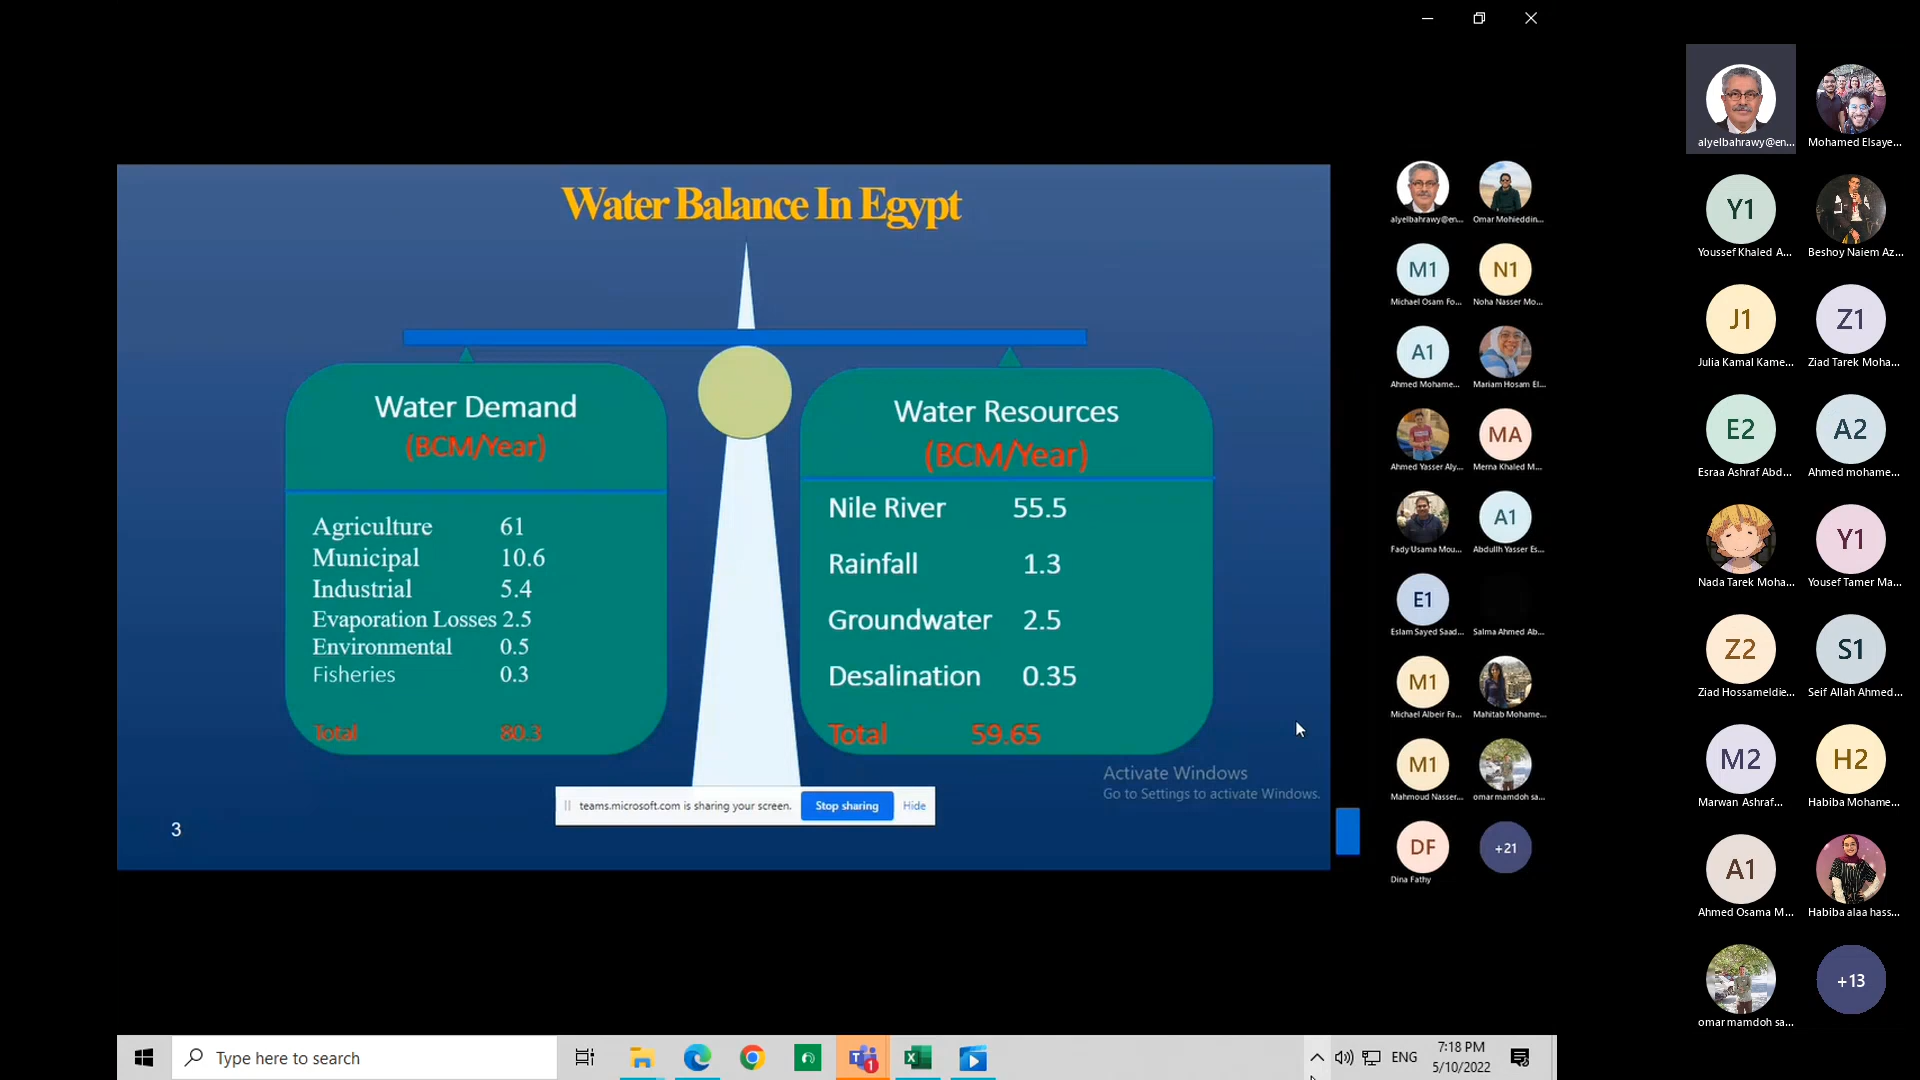 Water Balance In Egypt
Water Demand
(BCM/Year)
Agriculture 61
Municipal 10.6
Industrial 5.4
Evaporation Losses 2.5
Environmental 0.5
Fisheries 0.3
Total 80.3
Water Resources
(BCM/Year)
Nile River 55.5
Rainfall 1.3
Groundwater 2.5
Desalination 0.35
Total 59.65
Activate Windows
Go to Settings to activate Windows.
teams.microsoft.com is sharing your screen. Stop sharing Hide
3
alyelbahrawy@en... Omar Mohieddin...
M1 N1
Michael Osam Fo... Noha Nasser Mo...
A1
Ahmed Mohame... Mariam Hosam El...
MA
Ahmed Yasser Aly... Merna Khaled M...
A1
Fady Usama Mou... Abdullh Yasser Es...
E1
Eslam Sayed Saad... Salma Ahmed Ab...
M1
Michael Albeir Fa... Mahitab Mohame...
M1
Mahmoud Nasser... omar mamdoh sa...
DF +21
Dina Fathy
alyelbahrawy@en... Mohamed Elsaye...
Y1
Youssef Khaled A... Beshoy Naiem Az...
J1 Z1
Julia Kamal Kame... Ziad Tarek Moha...
E2 A2
Esraa Ashraf Abd... Ahmed mohame...
Y1
Nada Tarek Moha... Yousef Tamer Ma...
Z2 S1
Ziad Hossameldie... Seif Allah Ahmed...
M2 H2
Marwan Ashraf... Habiba Mohame...
A1
Ahmed Osama M... Habiba alaa hass...
+13
omar mamdoh sa...
Type here to search
1
ENG
7:18 PM
5/10/2022